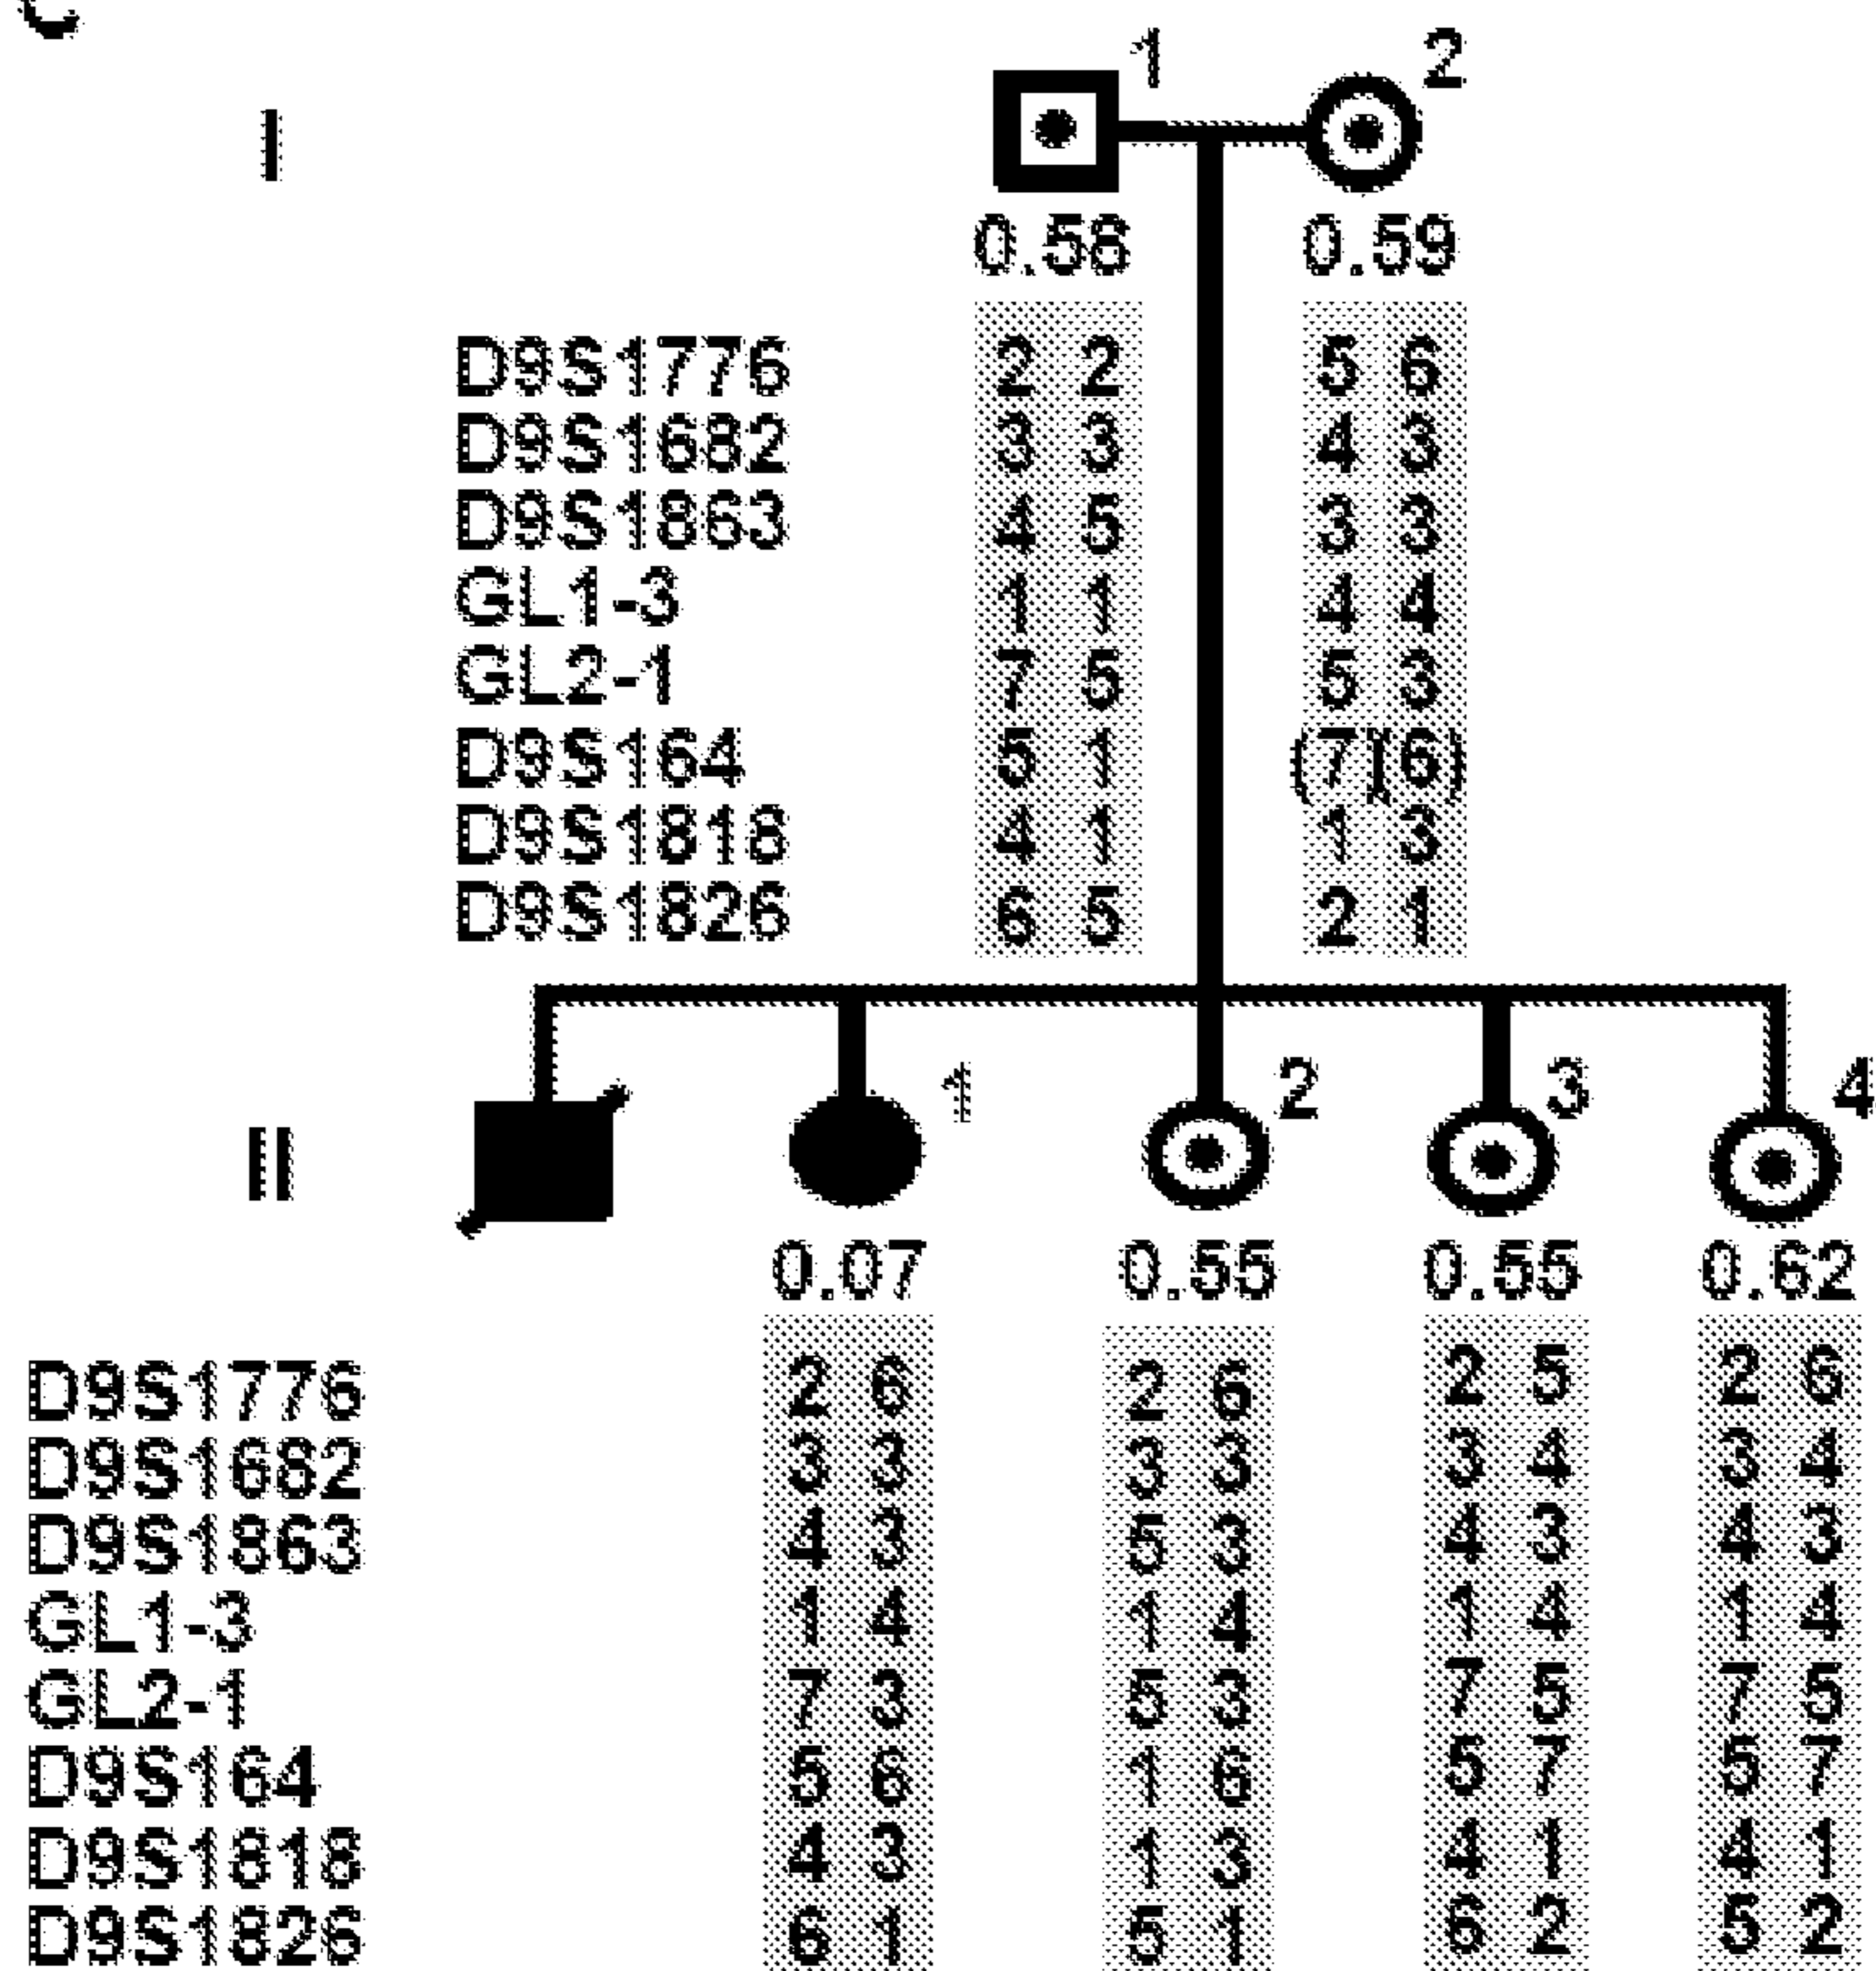 C
1 2
I
0.56 0.59
D9S1776 2 2 5 6
D9S1682 3 3 4 3
D9S1863 4 5 3 3
GL1-3 1 1 4 4
GL2-1 7 5 5 3
D9S164 5 1 (7)(6)
D9S1818 4 1 1 3
D9S1826 6 5 2 1
1 2 3 4
II
0.07 0.55 0.55 0.62
D9S1776 2 6 2 6 2 5 2 6
D9S1682 3 3 3 3 3 4 3 4
D9S1863 4 3 5 3 4 3 4 3
GL1-3 1 4 1 4 1 4 1 4
GL2-1 7 3 5 3 7 5 7 5
D9S164 5 6 1 6 5 7 5 7
D9S1818 4 3 1 3 4 1 4 1
D9S1826 6 1 5 1 6 2 5 2